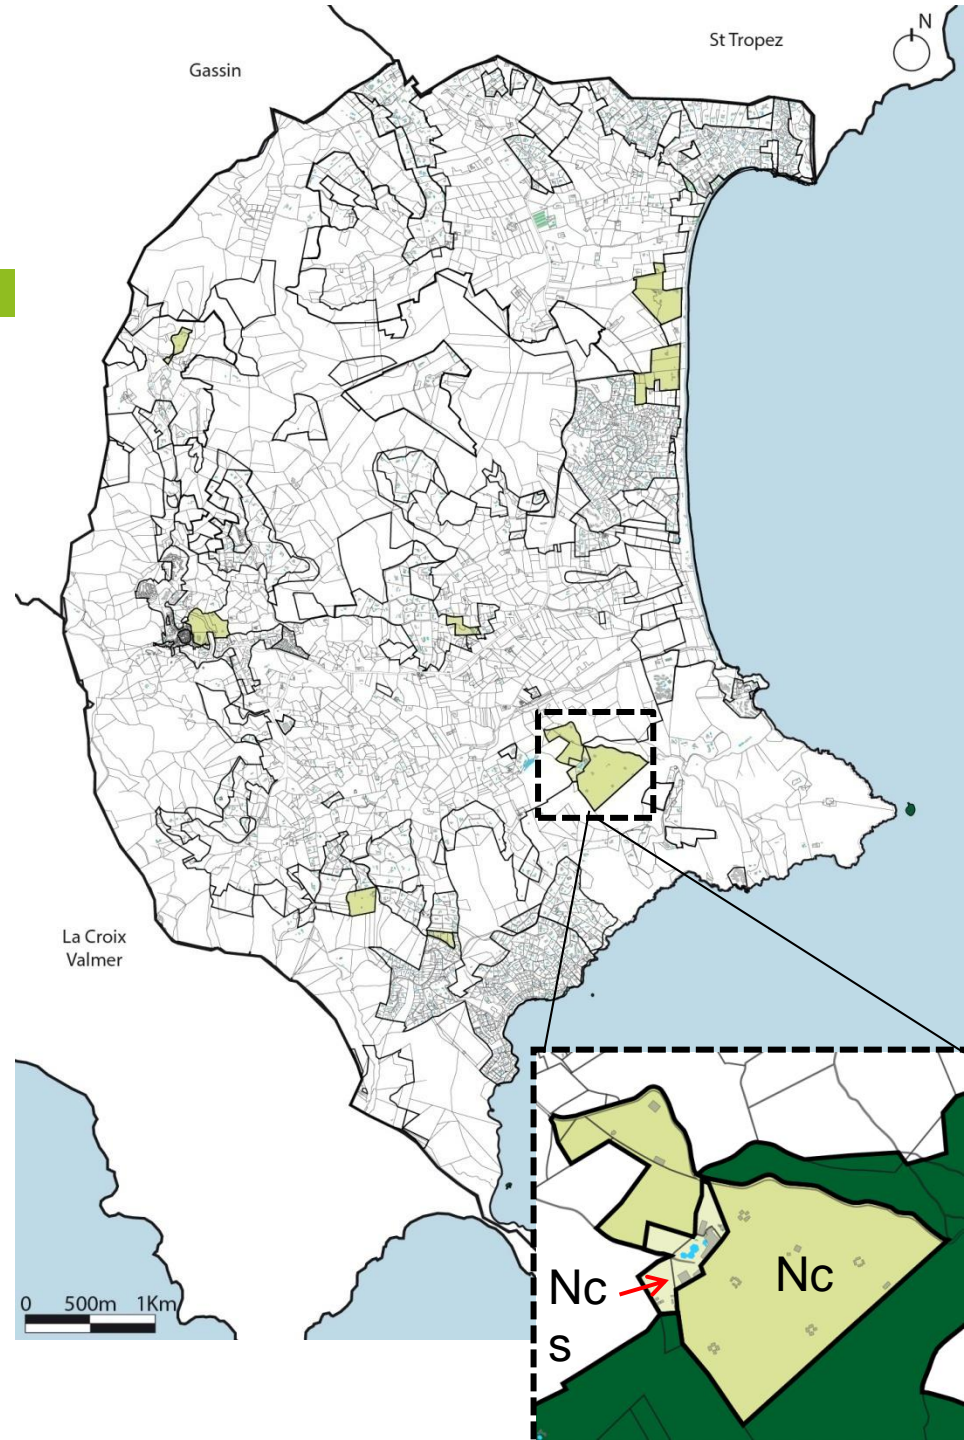 N
St Tropez
Gassin
La Croix
Valmer
0 500m 1Km
Nc
Nc
s